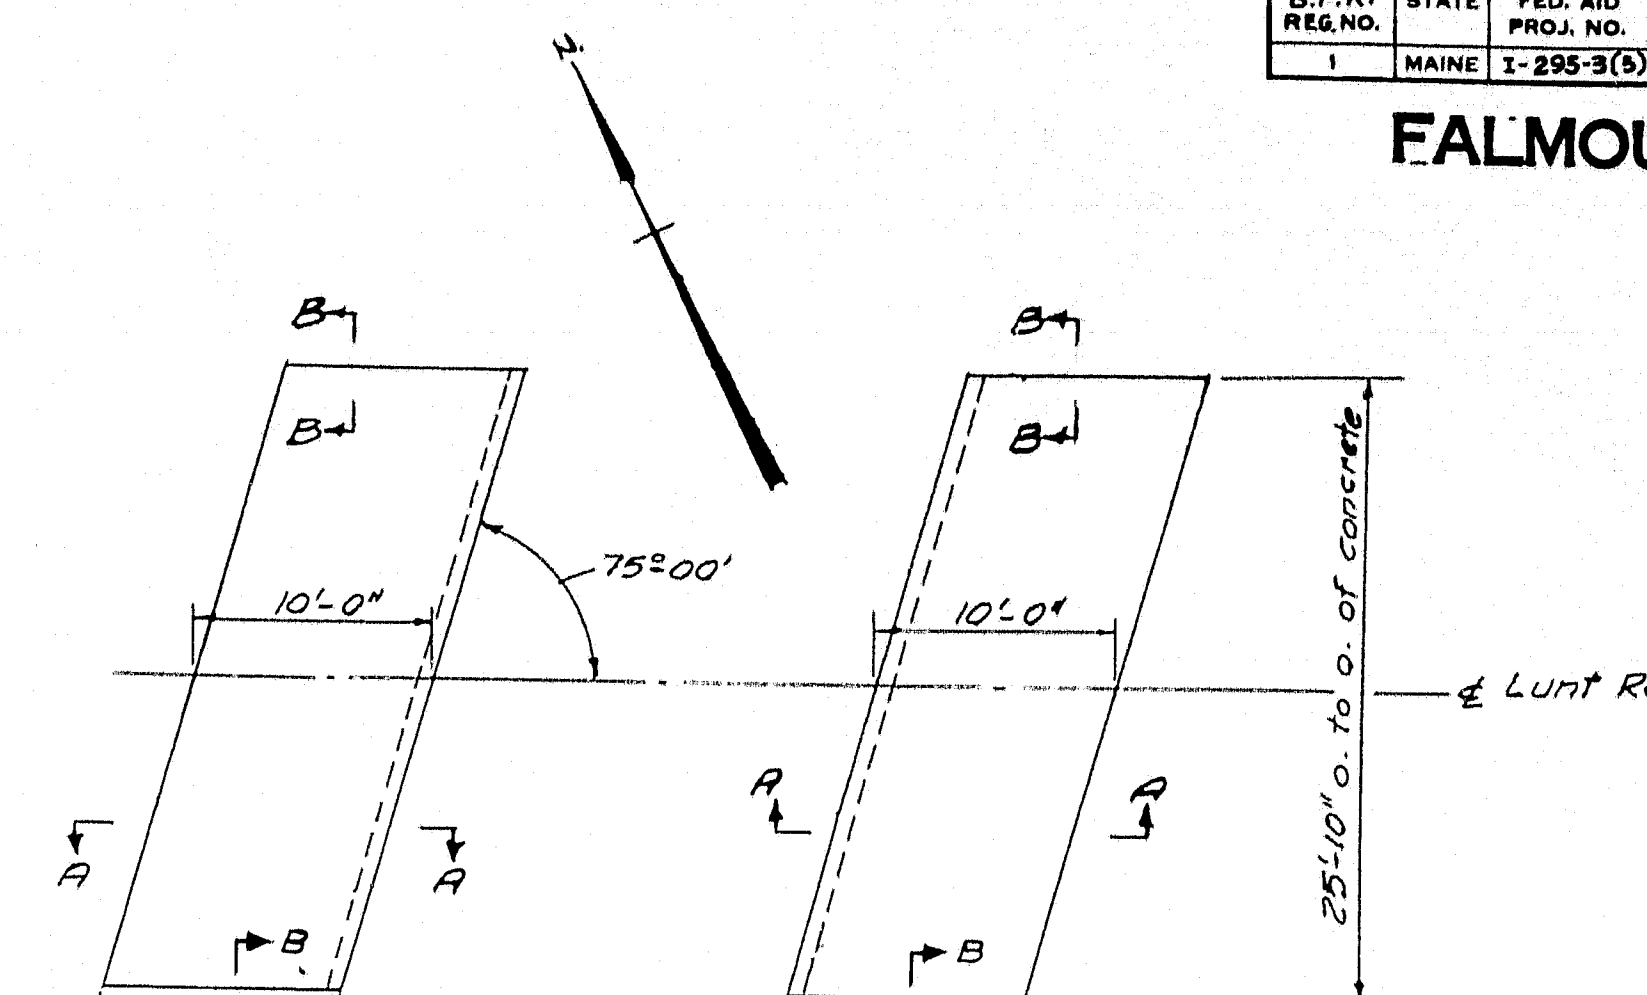 B.P.R. STATE FED. AID
REG. NO. PROJ. NO.
1 MAINE I-295-3(5)
FALMOU
N
B B
B B
75°00'
10'-0" 10'-0"
25'-10" o. to o. of concrete
℄ Lunt
A A
A A
B B